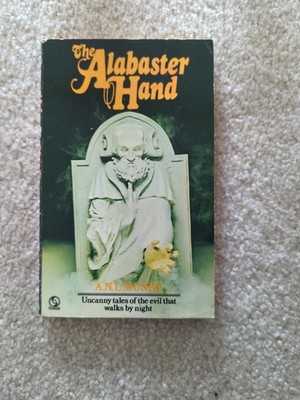 The
Alabaster
Hand
A.N.L. MUNBY
Uncanny tales of the evil that
walks by night